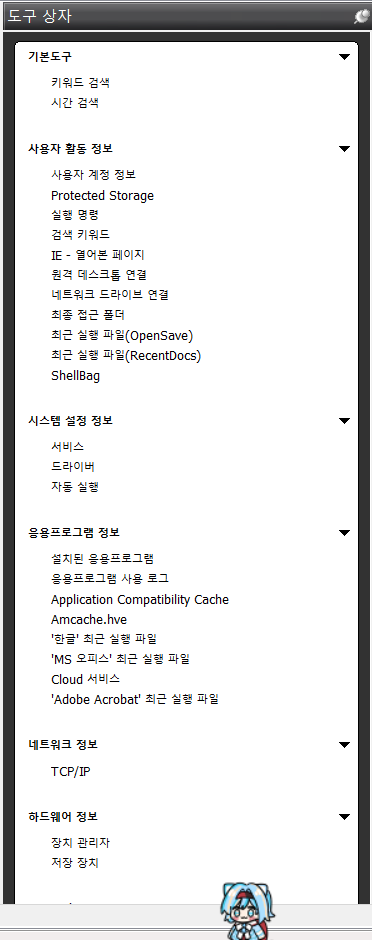 도구 상자
기본도구
키워드 검색
시간 검색
사용자 활동 정보
사용자 계정 정보
Protected Storage
실행 명령
검색 키워드
IE - 열어본 페이지
원격 데스크톱 연결
네트워크 드라이브 연결
최종 접근 폴더
최근 실행 파일(OpenSave)
최근 실행 파일(RecentDocs)
ShellBag
시스템 설정 정보
서비스
드라이버
자동 실행
응용프로그램 정보
설치된 응용프로그램
응용프로그램 사용 로그
Application Compatibility Cache
Amcache.hve
'한글' 최근 실행 파일
'MS 오피스' 최근 실행 파일
Cloud 서비스
'Adobe Acrobat' 최근 실행 파일
네트워크 정보
TCP/IP
하드웨어 정보
장치 관리자
저장 장치